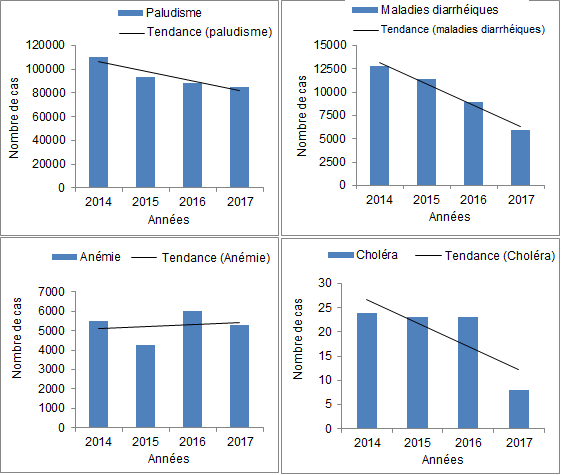 Paludisme
Tendance (paludisme)
Nombre de cas
120000
100000
80000
60000
40000
20000
0
2014 2015 2016 2017
Années
Maladies diarrhéiques
Tendance (maladies diarrhéiques)
Nombre de cas
15000
12500
10000
7500
5000
2500
0
2014 2015 2016 2017
Années
Anémie Tendance (Anémie)
Nombre de cas
7000
6000
5000
4000
3000
2000
1000
0
2014 2015 2016 2017
Années
Choléra Tendance (Choléra)
Nombre de cas
30
25
20
15
10
5
0
2014 2015 2016 2017
Années